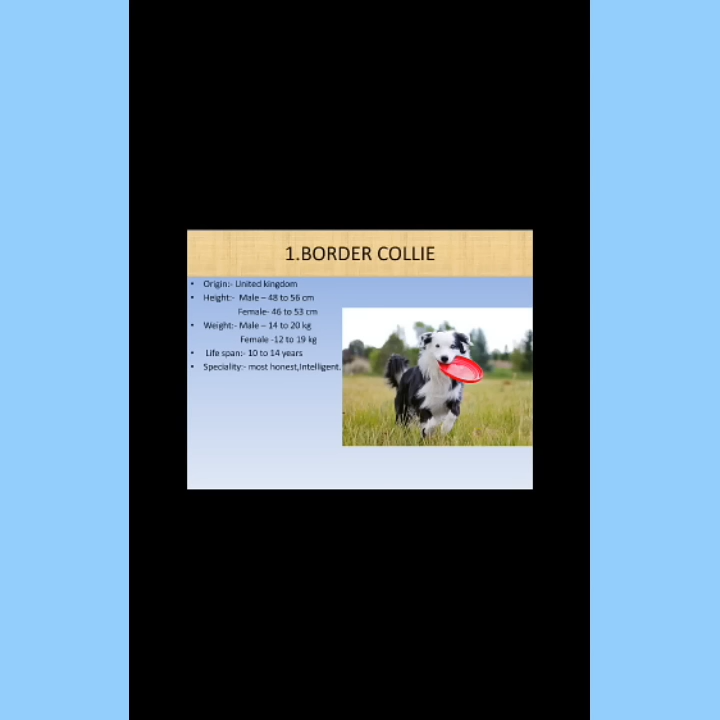 1.BORDER COLLIE
• Origin:- United kingdom
• Height:- Male – 48 to 56 cm
Female- 46 to 53 cm
• Weight:- Male – 14 to 20 kg
Female -12 to 19 kg
• Life span:- 10 to 14 years
• Speciality:- most honest,Intelligent.